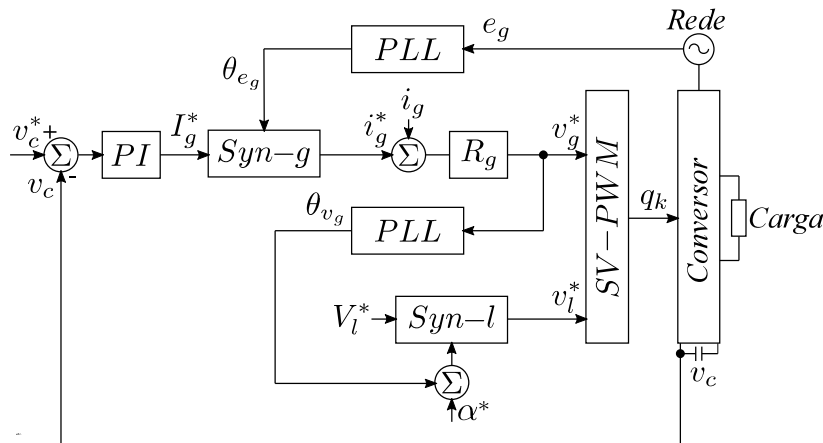 Rede
PLL
e_g
θ_{e_g}
v_c^*
+
I_g^*
i_g^*
i_g
v_g^*
Σ
PI
Syn-g
Σ
R_g
v_c
-
SV-PWM
q_k
Conversor
Carga
θ_{v_g}
PLL
V_l^*
Syn-l
v_l^*
Σ
v_c
α^*